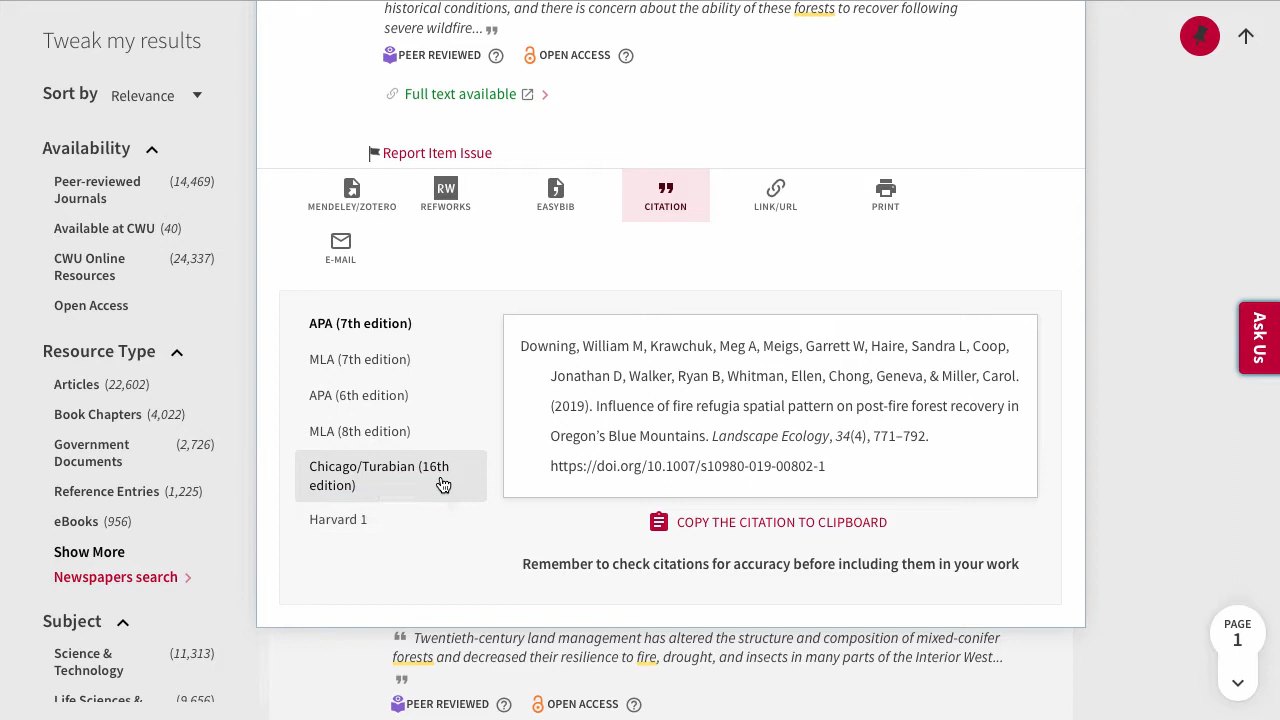 historical conditions, and there is concern about the ability of these forests to recover following
severe wildfire... ”
PEER REVIEWED ? OPEN ACCESS ?
Full text available
Report Item Issue
MENDELEY/ZOTERO
RW
REFWORKS
EASYBIB
CITATION
LINK/URL
PRINT
E-MAIL
APA (7th edition)
MLA (7th edition)
APA (6th edition)
MLA (8th edition)
Chicago/Turabian (16th
edition)
Harvard 1
Downing, William M, Krawchuk, Meg A, Meigs, Garrett W, Haire, Sandra L, Coop,
Jonathan D, Walker, Ryan B, Whitman, Ellen, Chong, Geneva, & Miller, Carol.
(2019). Influence of fire refugia spatial pattern on post-fire forest recovery in
Oregon’s Blue Mountains. Landscape Ecology, 34(4), 771–792.
https://doi.org/10.1007/s10980-019-00802-1
COPY THE CITATION TO CLIPBOARD
Remember to check citations for accuracy before including them in your work
“ Twentieth-century land management has altered the structure and composition of mixed-conifer
forests and decreased their resilience to fire, drought, and insects in many parts of the Interior West...
”
PEER REVIEWED ? OPEN ACCESS ?
Tweak my results
Sort by Relevance
Availability
Peer-reviewed (14,469)
Journals
Available at CWU (40)
CWU Online (24,337)
Resources
Open Access
Resource Type
Articles (22,602)
Book Chapters (4,022)
Government (2,726)
Documents
Reference Entries (1,225)
eBooks (956)
Show More
Newspapers search
Subject
Science & (11,313)
Technology
Life Sciences & (9,656)
Ask Us
PAGE
1